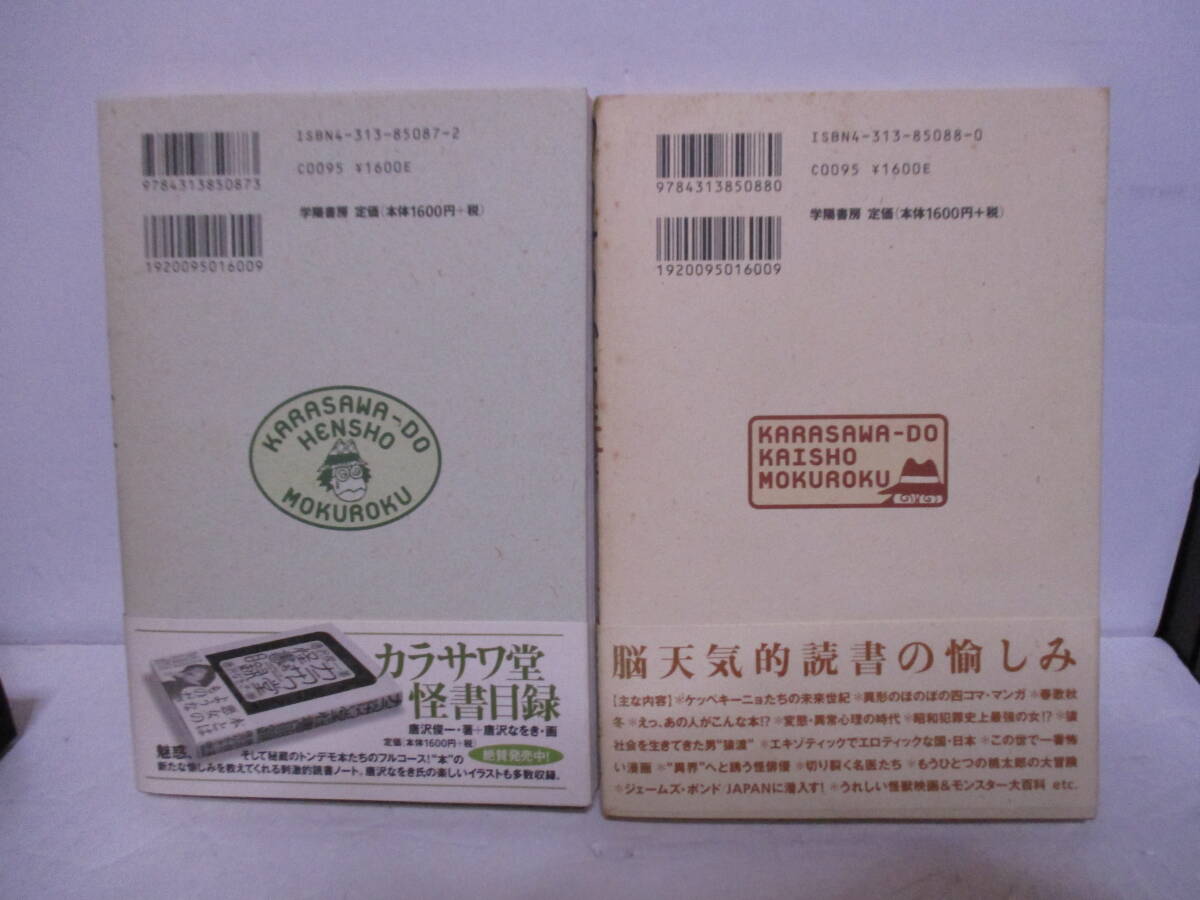 ISBN4-313-85087-2
9784313850873
C0095 ¥1600E
学陽書房 定価(本体1600円+税)
1920095016009
KARASAWA-DO
HENSHO
MOKUROKU
カラサワ堂
怪書目録
唐沢俊一・著+唐沢なをき・画
定価(本体1600円+税)
絶賛発売中!
魅惑、そして秘蔵のトンデモ本たちのフルコース!"本"の
新たな愉しみを教えてくれる刺激的読書ノート。唐沢なをき氏の楽しいイラストも多数収録。
ISBN4-313-85088-0
9784313850880
C0095 ¥1600E
学陽書房 定価(本体1600円+税)
1920095016009
KARASAWA-DO
KAISHO
MOKUROKU
脳天気的読書の愉しみ
【主な内容】*ケッペキーニョたちの未来世紀 *異形のほのぼの四コマ・マンガ *春歌秋
冬 *えっ、あの人がこんな本!? *変態・異常心理の時代 *昭和犯罪史上最強の女!? *猿
社会を生きてきた男"猿渡" *エキゾティックでエロティックな国・日本 *この世で一番怖
い漫画 *"異界"へと誘う怪俳優 *切り裂く名医たち *もうひとつの桃太郎の大冒険
*ジェームズ・ボンド/JAPANに潜入す! *うれしい怪獣映画&モンスター大百科 etc.